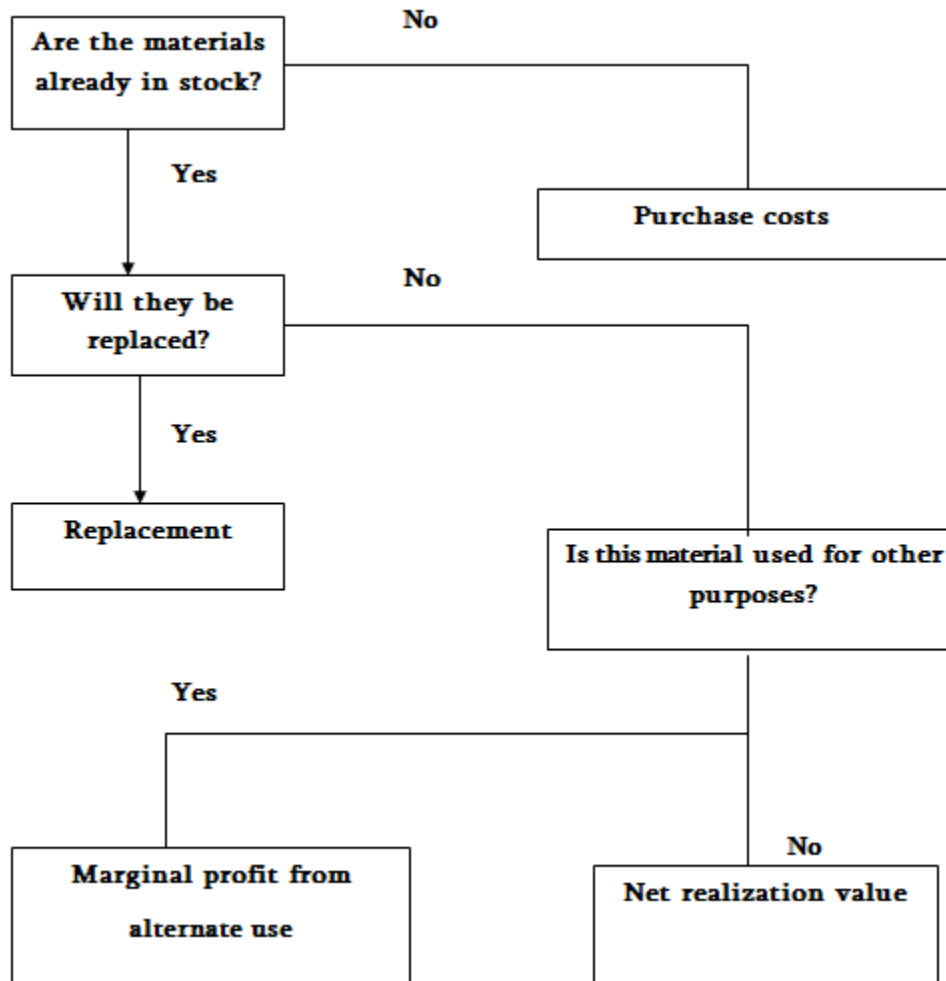 No
Are the materials
already in stock?
Yes
Purchase costs
No
Will they be
replaced?
Yes
Replacement
Is this material used for other
purposes?
Yes
No
Marginal profit from
alternate use
Net realization value